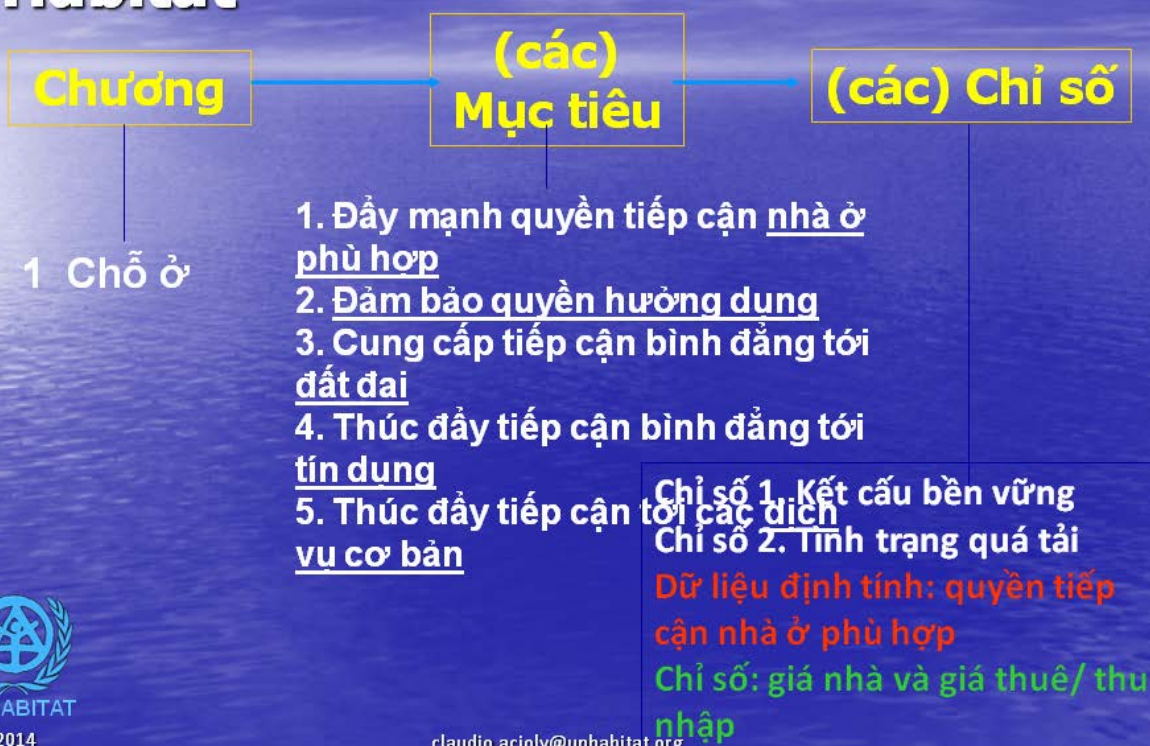 Habitat
Chương
(các)
Mục tiêu
(các) Chỉ số
1 Chỗ ở
1. Đẩy mạnh quyền tiếp cận nhà ở
phù hợp
2. Đảm bảo quyền hưởng dụng
3. Cung cấp tiếp cận bình đẳng tới
đất đai
4. Thúc đẩy tiếp cận bình đẳng tới
tín dụng
5. Thúc đẩy tiếp cận tới các dịch
vụ cơ bản
Chỉ số 1. Kết cấu bền vững
Chỉ số 2. Tình trạng quá tải
Dữ liệu định tính: quyền tiếp
cận nhà ở phù hợp
Chỉ số: giá nhà và giá thuê/ thu
nhập
ABITAT
2014
claudio.acioly@unhabitat.org